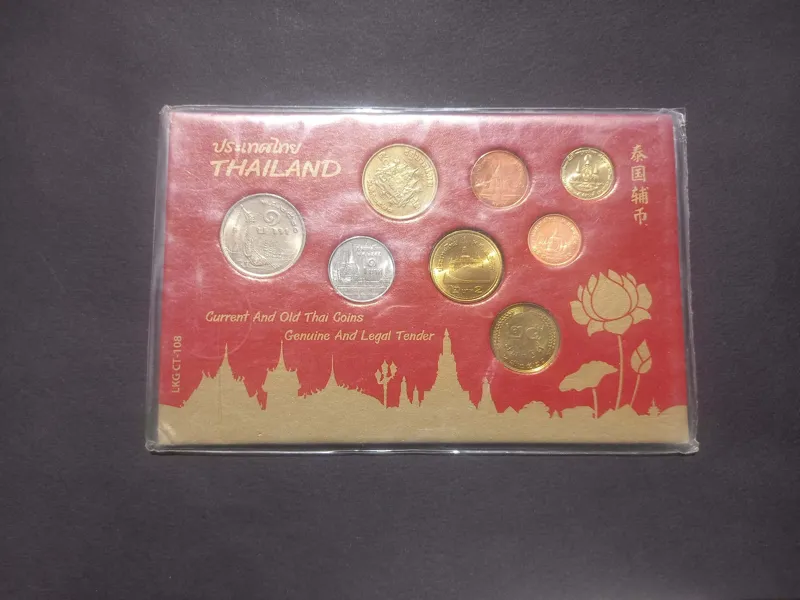 ประเทศไทย
THAILAND
泰国辅币
Current And Old Thai Coins
Genuine And Legal Tender
LKG CT-108